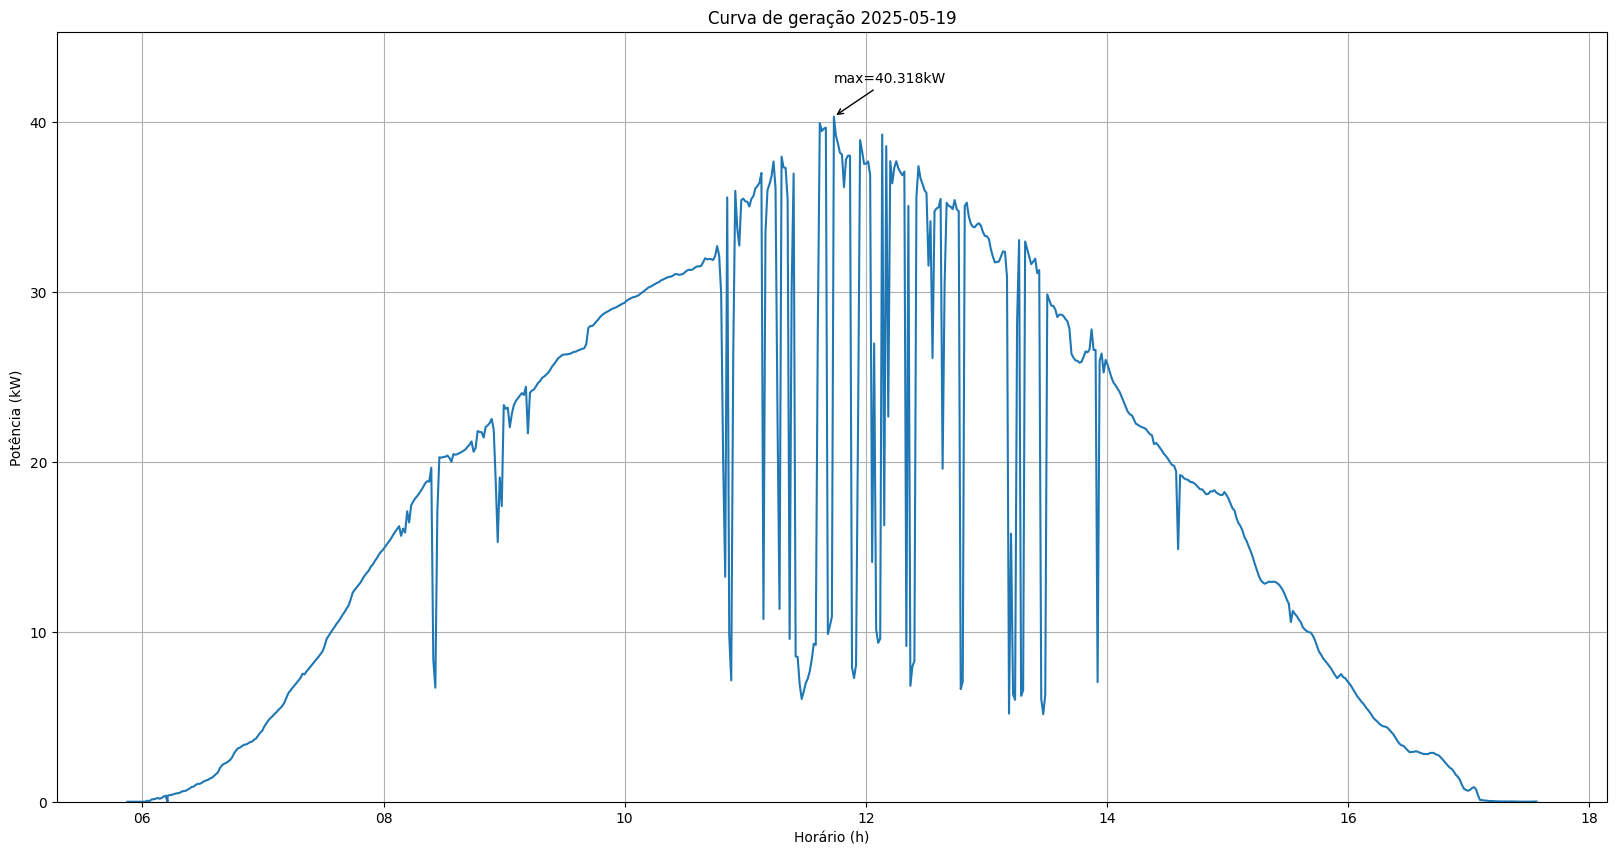 Curva de geração 2025-05-19
max=40.318kW
Potência (kW)
40
30
20
10
0
06 08 10 12 14 16 18
Horário (h)